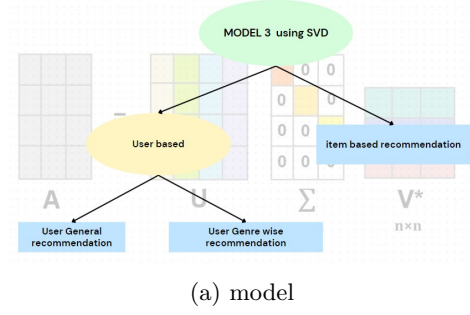 MODEL 3 using SVD
0 0
0 0
0
0 0
=
User based
item based recommendation
A
U
Σ
V*
n×n
User General
recommendation
User Genre wise
recommendation
(a) model